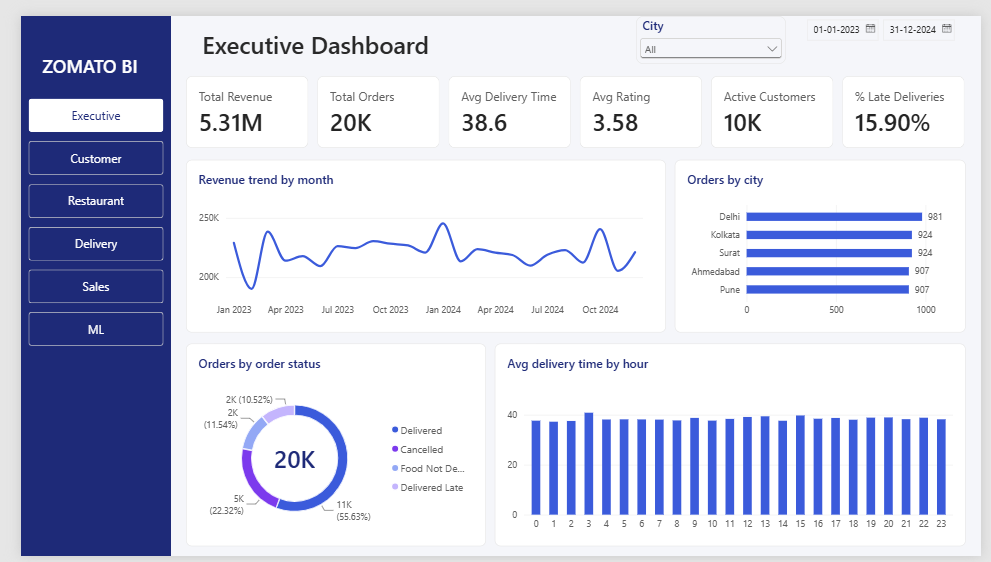 ZOMATO BI
Executive
Customer
Restaurant
Delivery
Sales
ML
Executive Dashboard
City
All
01-01-2023
31-12-2024
Total Revenue
5.31M
Total Orders
20K
Avg Delivery Time
38.6
Avg Rating
3.58
Active Customers
10K
% Late Deliveries
15.90%
Revenue trend by month
250K
200K
Jan 2023 Apr 2023 Jul 2023 Oct 2023 Jan 2024 Apr 2024 Jul 2024 Oct 2024
Orders by city
Delhi 981
Kolkata 924
Surat 924
Ahmedabad 907
Pune 907
0 500 1000
Orders by order status
2K (10.52%)
2K
(11.54%)
20K
5K
(22.32%)
11K
(55.63%)
Delivered
Cancelled
Food Not De...
Delivered Late
Avg delivery time by hour
40
20
0
0 1 2 3 4 5 6 7 8 9 10 11 12 13 14 15 16 17 18 19 20 21 22 23